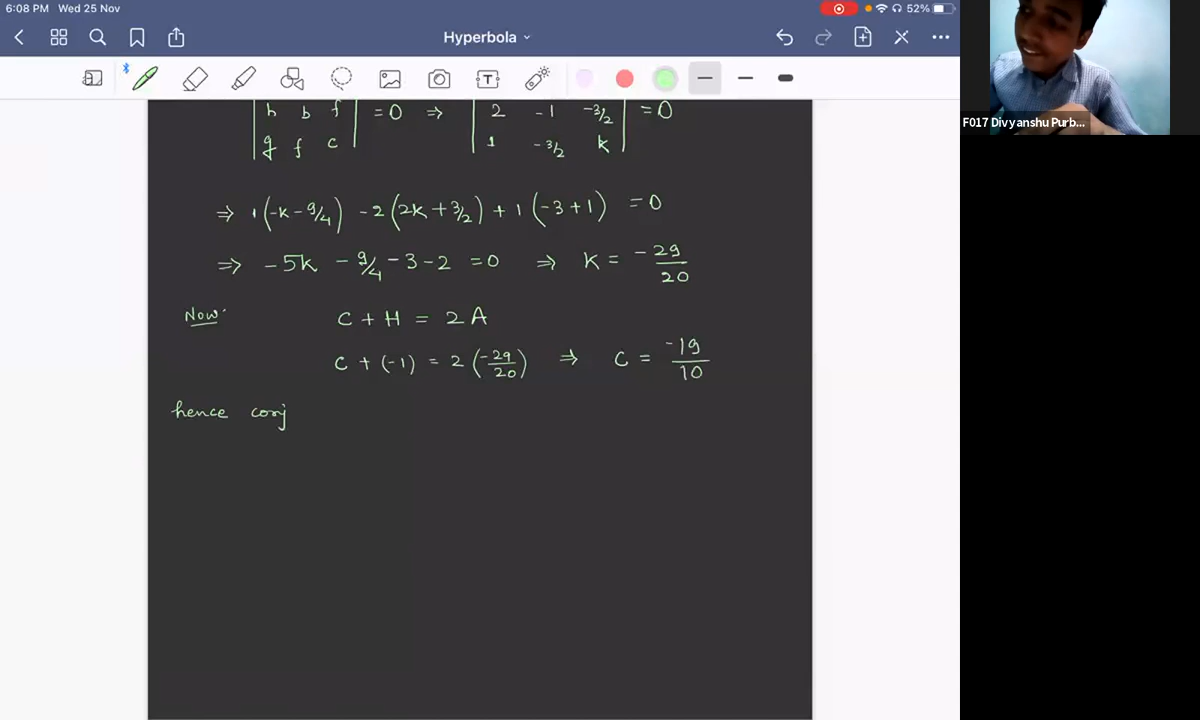 6:08 PM Wed 25 Nov
52%
Hyperbola
F017 Divyanshu Purb...
| h b f | = 0 ⇒ | 2 -1 -3/2 | = 0
| g f c | | 1 -3/2 k |
⇒ 1(-k - 9/4) - 2(2k + 3/2) + 1(-3+1) = 0
⇒ -5k - 9/4 - 3 - 2 = 0 ⇒ k = -29/20
Now:
C + H = 2A
C + (-1) = 2(-29/20) ⇒ C = -19/10
hence conj